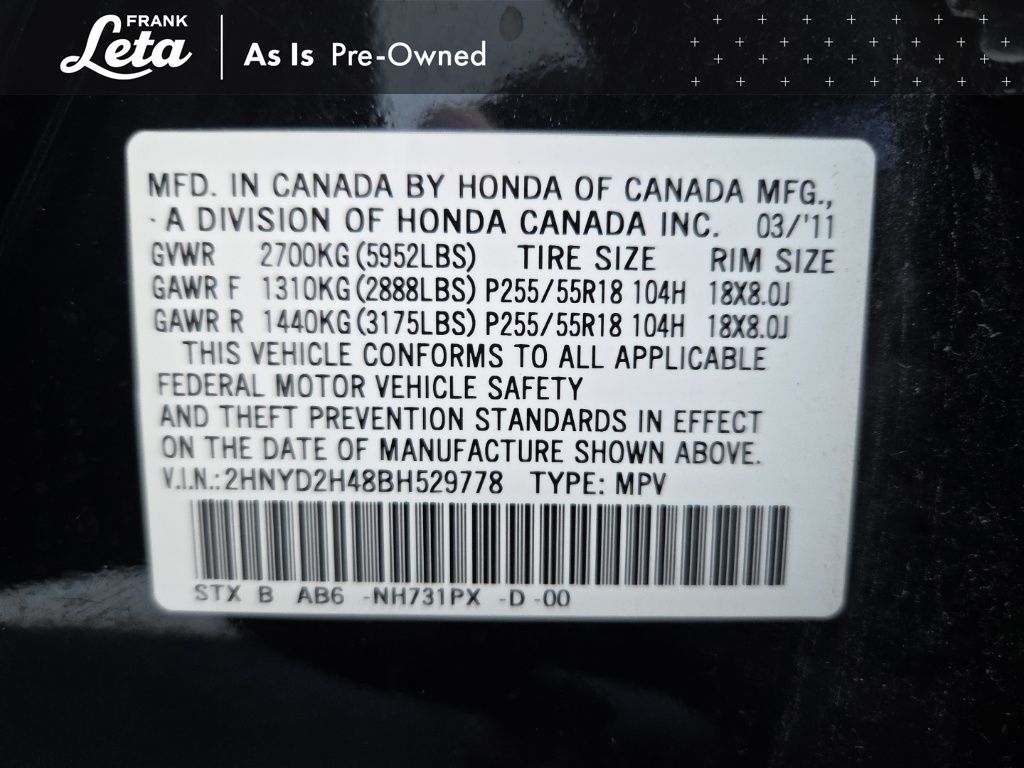 FRANK
Leta
As Is Pre-Owned
MFD. IN CANADA BY HONDA OF CANADA MFG.,
A DIVISION OF HONDA CANADA INC. 03/'11
GVWR 2700KG (5952LBS) TIRE SIZE RIM SIZE
GAWR F 1310KG (2888LBS) P255/55R18 104H 18X8.0J
GAWR R 1440KG (3175LBS) P255/55R18 104H 18X8.0J
THIS VEHICLE CONFORMS TO ALL APPLICABLE
FEDERAL MOTOR VEHICLE SAFETY
AND THEFT PREVENTION STANDARDS IN EFFECT
ON THE DATE OF MANUFACTURE SHOWN ABOVE.
V.I.N.: 2HNYD2H48BH529778 TYPE: MPV
STX B AB6 -NH731PX -D -00